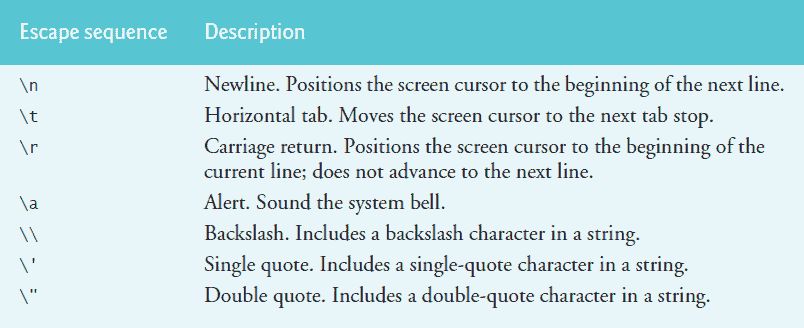 Escape sequence Description
\n Newline. Positions the screen cursor to the beginning of the next line.
\t Horizontal tab. Moves the screen cursor to the next tab stop.
\r Carriage return. Positions the screen cursor to the beginning of the
current line; does not advance to the next line.
\a Alert. Sound the system bell.
\\ Backslash. Includes a backslash character in a string.
\' Single quote. Includes a single-quote character in a string.
\" Double quote. Includes a double-quote character in a string.